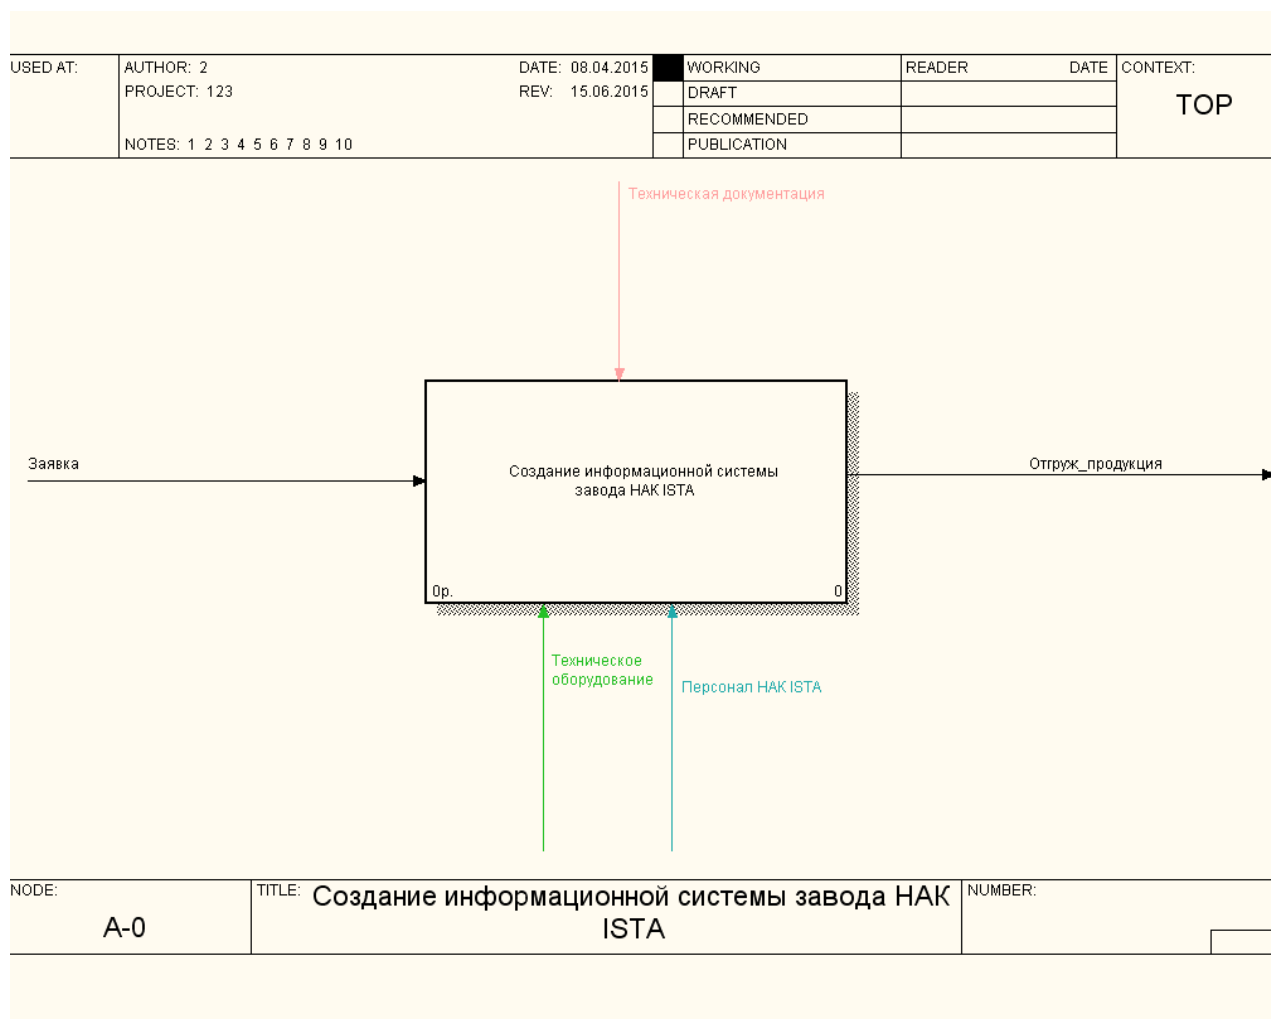 USED AT:
AUTHOR: 2
DATE: 08.04.2015
WORKING
READER
DATE
CONTEXT:
PROJECT: 123
REV: 15.06.2015
DRAFT
TOP
RECOMMENDED
NOTES: 1 2 3 4 5 6 7 8 9 10
PUBLICATION
Техническая документация
Заявка
Создание информационной системы
завода НАК ISTA
Отгруж_продукция
0р.
0
Техническое
оборудование
Персонал НАК ISTA
NODE:
TITLE: Создание информационной системы завода НАК
ISTA
NUMBER:
A-0